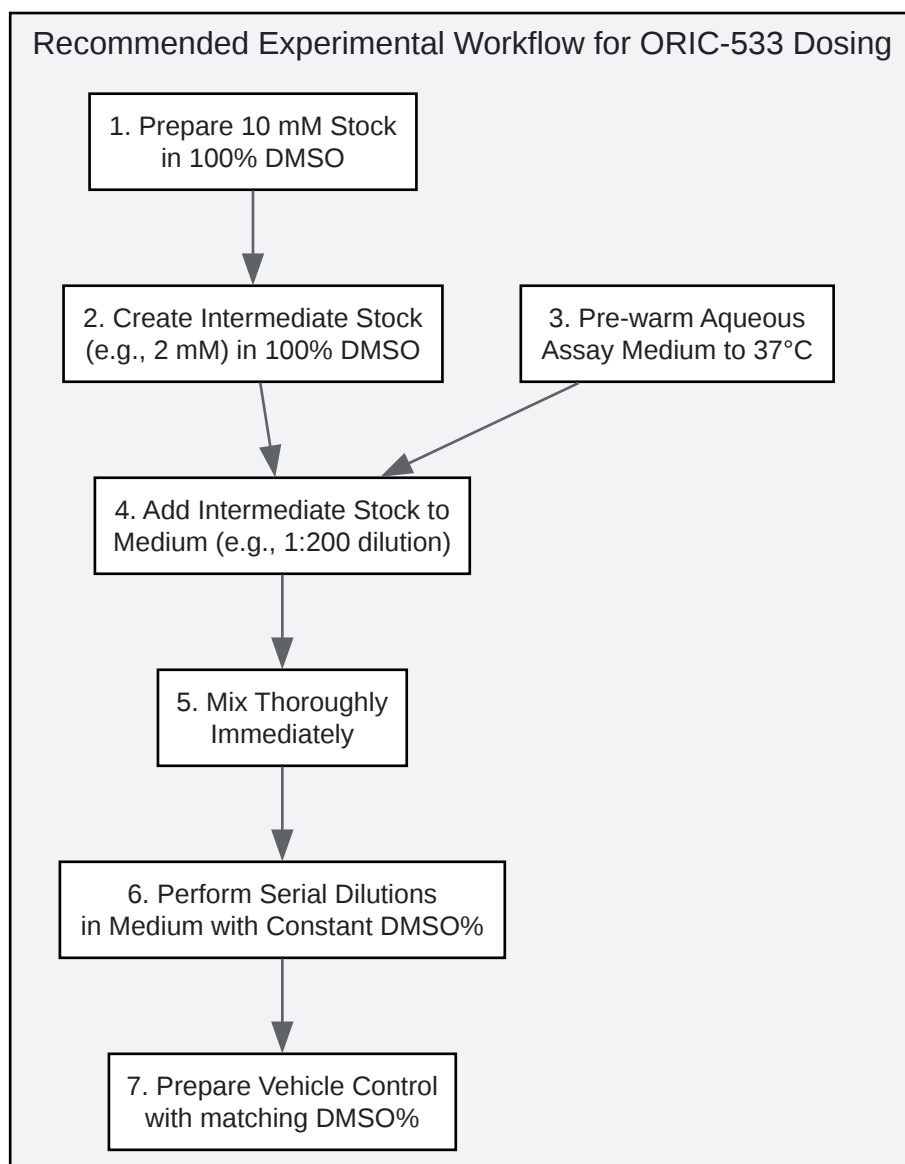 Recommended Experimental Workflow for ORIC-533 Dosing
1. Prepare 10 mM Stock
in 100% DMSO
2. Create Intermediate Stock
(e.g., 2 mM) in 100% DMSO
3. Pre-warm Aqueous
Assay Medium to 37°C
4. Add Intermediate Stock to
Medium (e.g., 1:200 dilution)
5. Mix Thoroughly
Immediately
6. Perform Serial Dilutions
in Medium with Constant DMSO%
7. Prepare Vehicle Control
with matching DMSO%